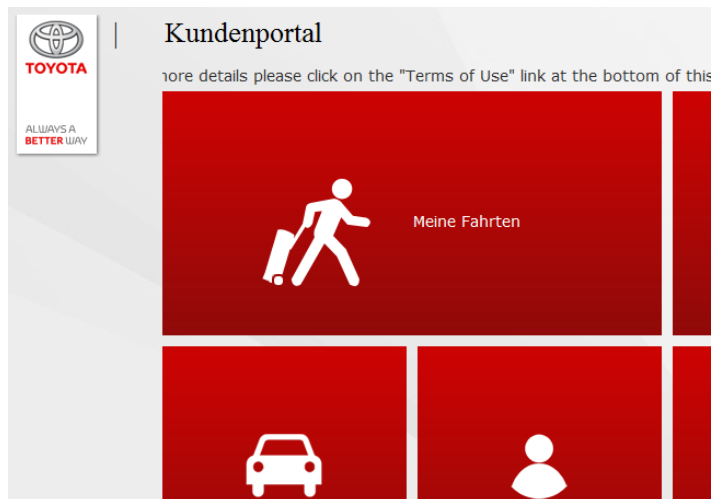 Kundenportal
TOYOTA
more details please click on the "Terms of Use" link at the bottom of this
ALWAYS A
BETTER WAY
Meine Fahrten